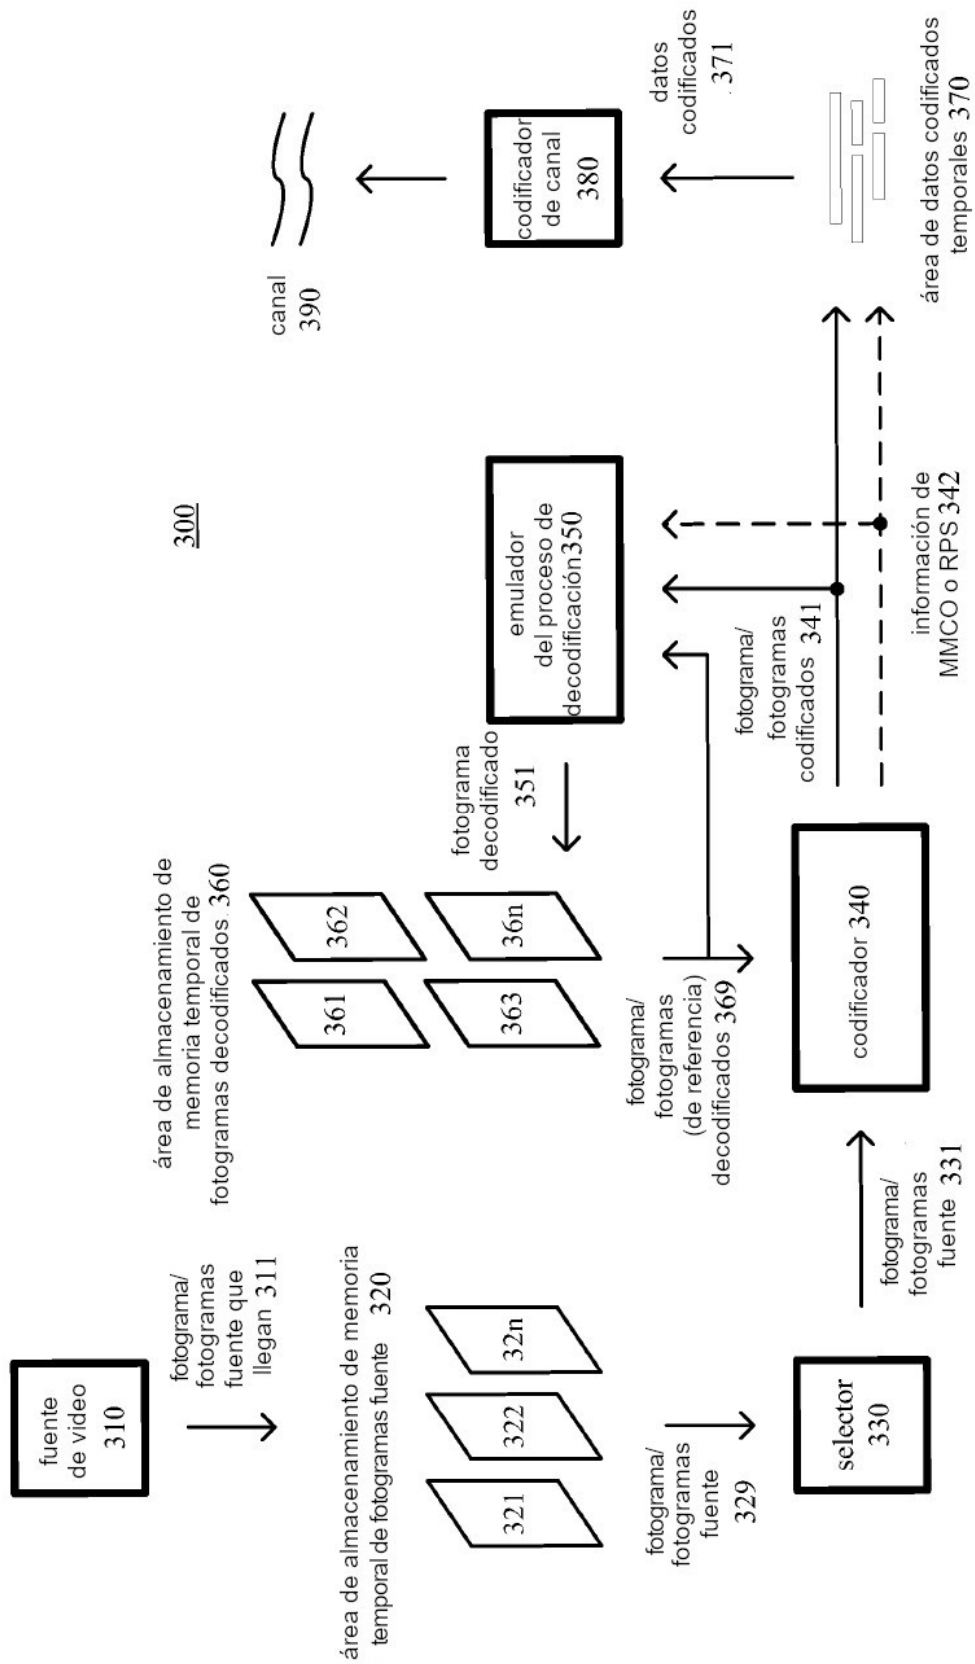 300
fuente
de video
310
fotograma/
fotogramas
fuente que
llegan 311
área de almacenamiento de memoria
temporal de fotogramas fuente 320
321
322
32n
fotograma/
fotogramas
fuente
329
selector
330
fotograma/
fotogramas
fuente 331
área de almacenamiento de
memoria temporal de
fotogramas decodificados 360
361
362
363
36n
fotograma
decodificado
351
fotograma/
fotogramas
(de referencia)
decodificados 369
codificador 340
emulador
del proceso de
decodificación350
fotograma/
fotogramas
codificados 341
información de
MMCO o RPS 342
canal
390
codificador
de canal
380
datos
codificados
371
área de datos codificados
temporales 370